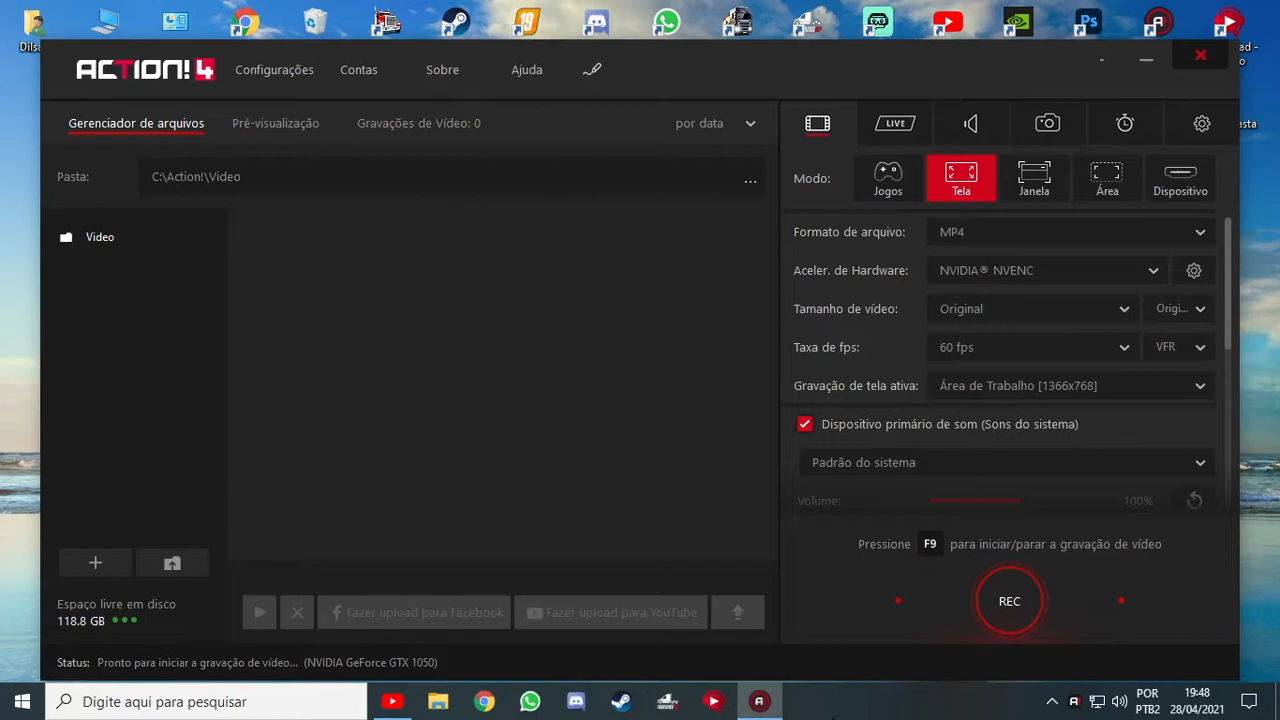 Dilsa
ACTION! 4
Configurações
Contas
Sobre
Ajuda
Gerenciador de arquivos
Pré-visualização
Gravações de Vídeo: 0
por data
LIVE
Pasta:
C:\Action!\Video
...
Video
Modo:
Jogos
Tela
Janela
Área
Dispositivo
Formato de arquivo:
MP4
Aceler. de Hardware:
NVIDIA® NVENC
Tamanho de vídeo:
Original
Origi...
Taxa de fps:
60 fps
VFR
Gravação de tela ativa:
Área de Trabalho [1366x768]
Dispositivo primário de som (Sons do sistema)
Padrão do sistema
Volume:
100%
Pressione F9 para iniciar/parar a gravação de vídeo
REC
Espaço livre em disco
118.8 GB
Fazer upload para Facebook
Fazer upload para YouTube
Status: Pronto para iniciar a gravação de vídeo... (NVIDIA GeForce GTX 1050)
Digite aqui para pesquisar
POR
PTB2
19:48
28/04/2021